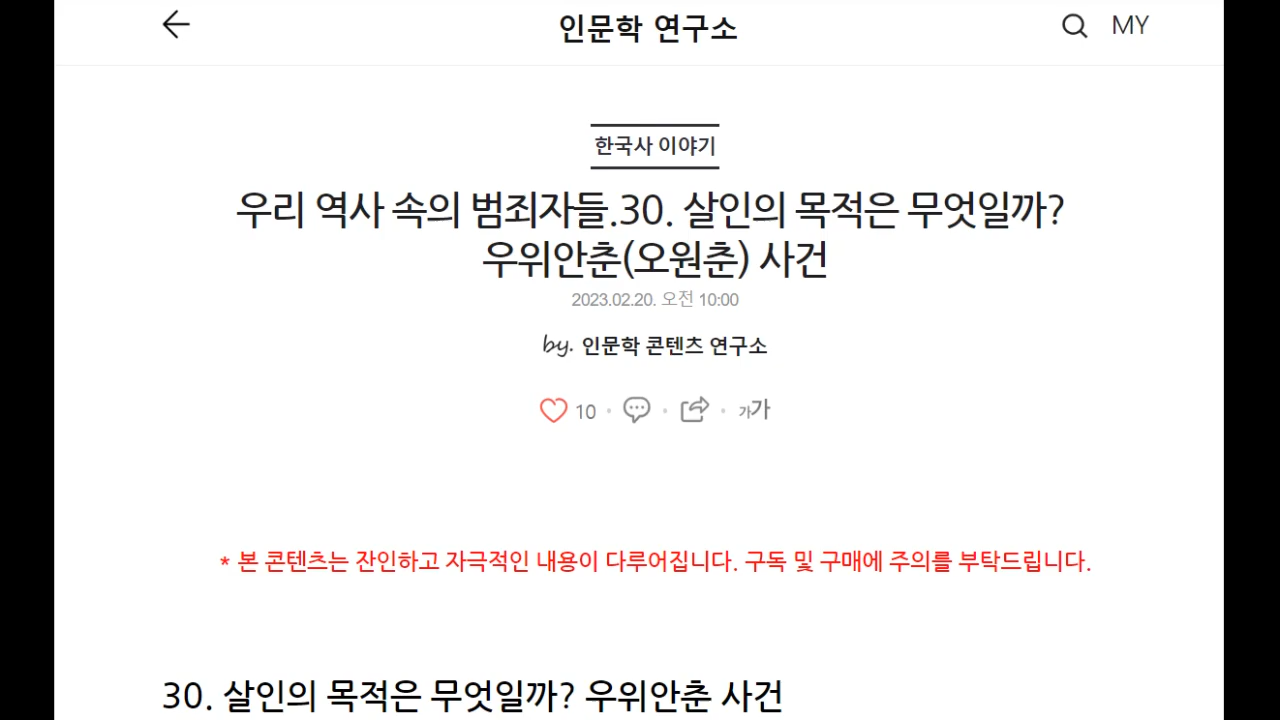 인문학 연구소
MY
한국사 이야기
우리 역사 속의 범죄자들.30. 살인의 목적은 무엇일까?
우위안춘(오원춘) 사건
2023.02.20. 오전 10:00
by. 인문학 콘텐츠 연구소
10
가가
* 본 콘텐츠는 잔인하고 자극적인 내용이 다루어집니다. 구독 및 구매에 주의를 부탁드립니다.
30. 살인의 목적은 무엇일까? 우위안춘 사건